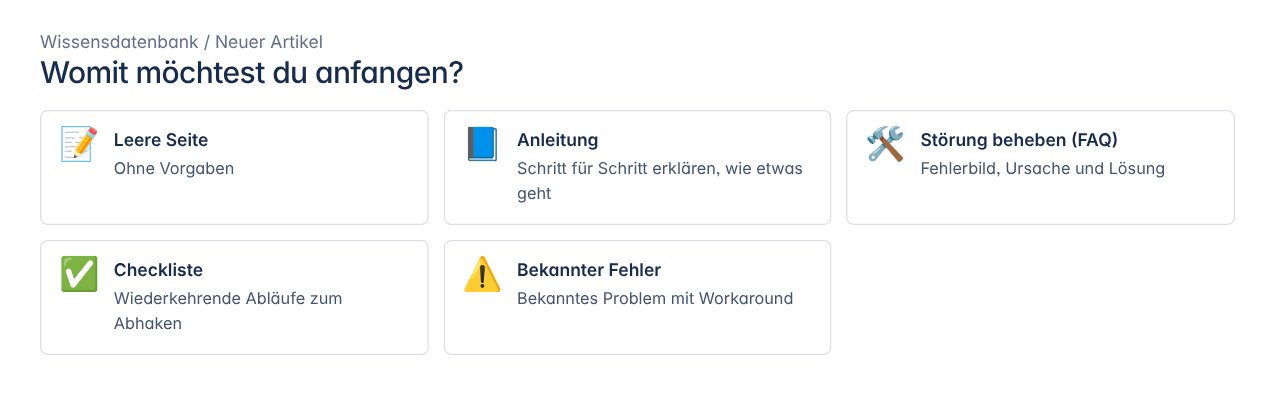 Wissensdatenbank / Neuer Artikel
Womit möchtest du anfangen?
Leere Seite
Ohne Vorgaben
Anleitung
Schritt für Schritt erklären, wie etwas
geht
Störung beheben (FAQ)
Fehlerbild, Ursache und Lösung
Checkliste
Wiederkehrende Abläufe zum
Abhaken
Bekannter Fehler
Bekanntes Problem mit Workaround